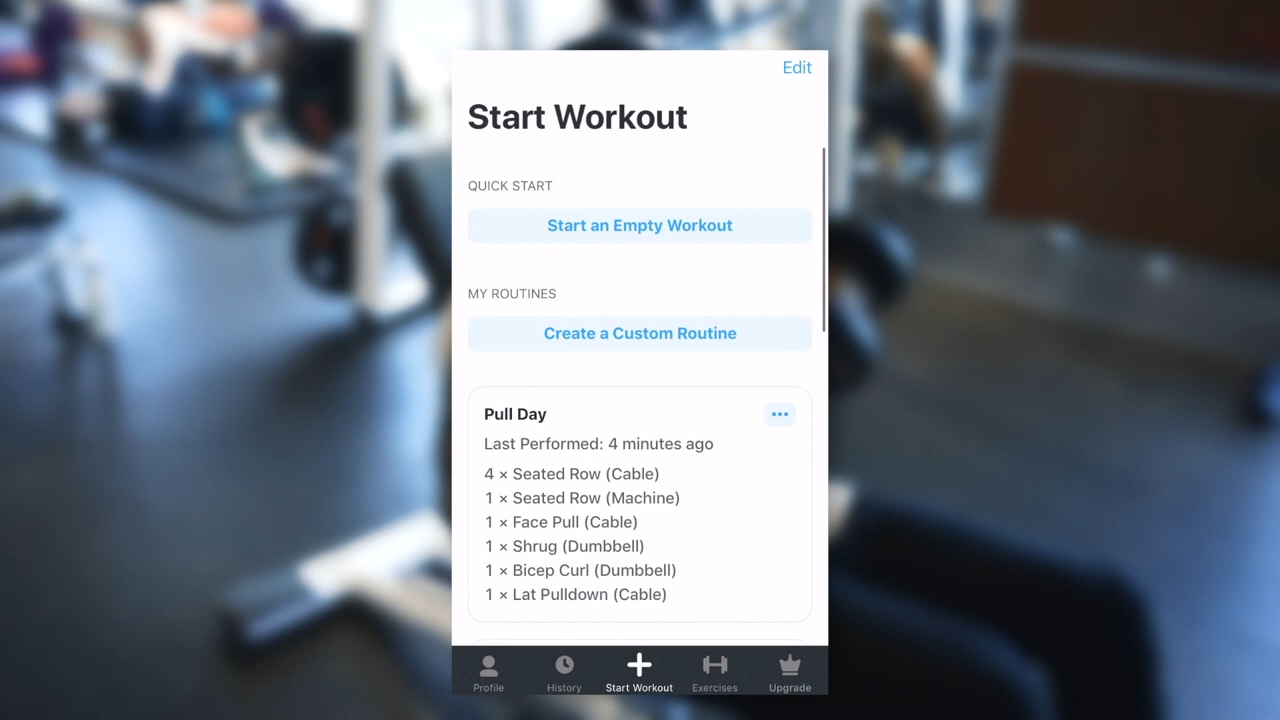 Edit
Start Workout
QUICK START
Start an Empty Workout
MY ROUTINES
Create a Custom Routine
Pull Day
Last Performed: 4 minutes ago
4 × Seated Row (Cable)
1 × Seated Row (Machine)
1 × Face Pull (Cable)
1 × Shrug (Dumbbell)
1 × Bicep Curl (Dumbbell)
1 × Lat Pulldown (Cable)
Profile
History
Start Workout
Exercises
Upgrade